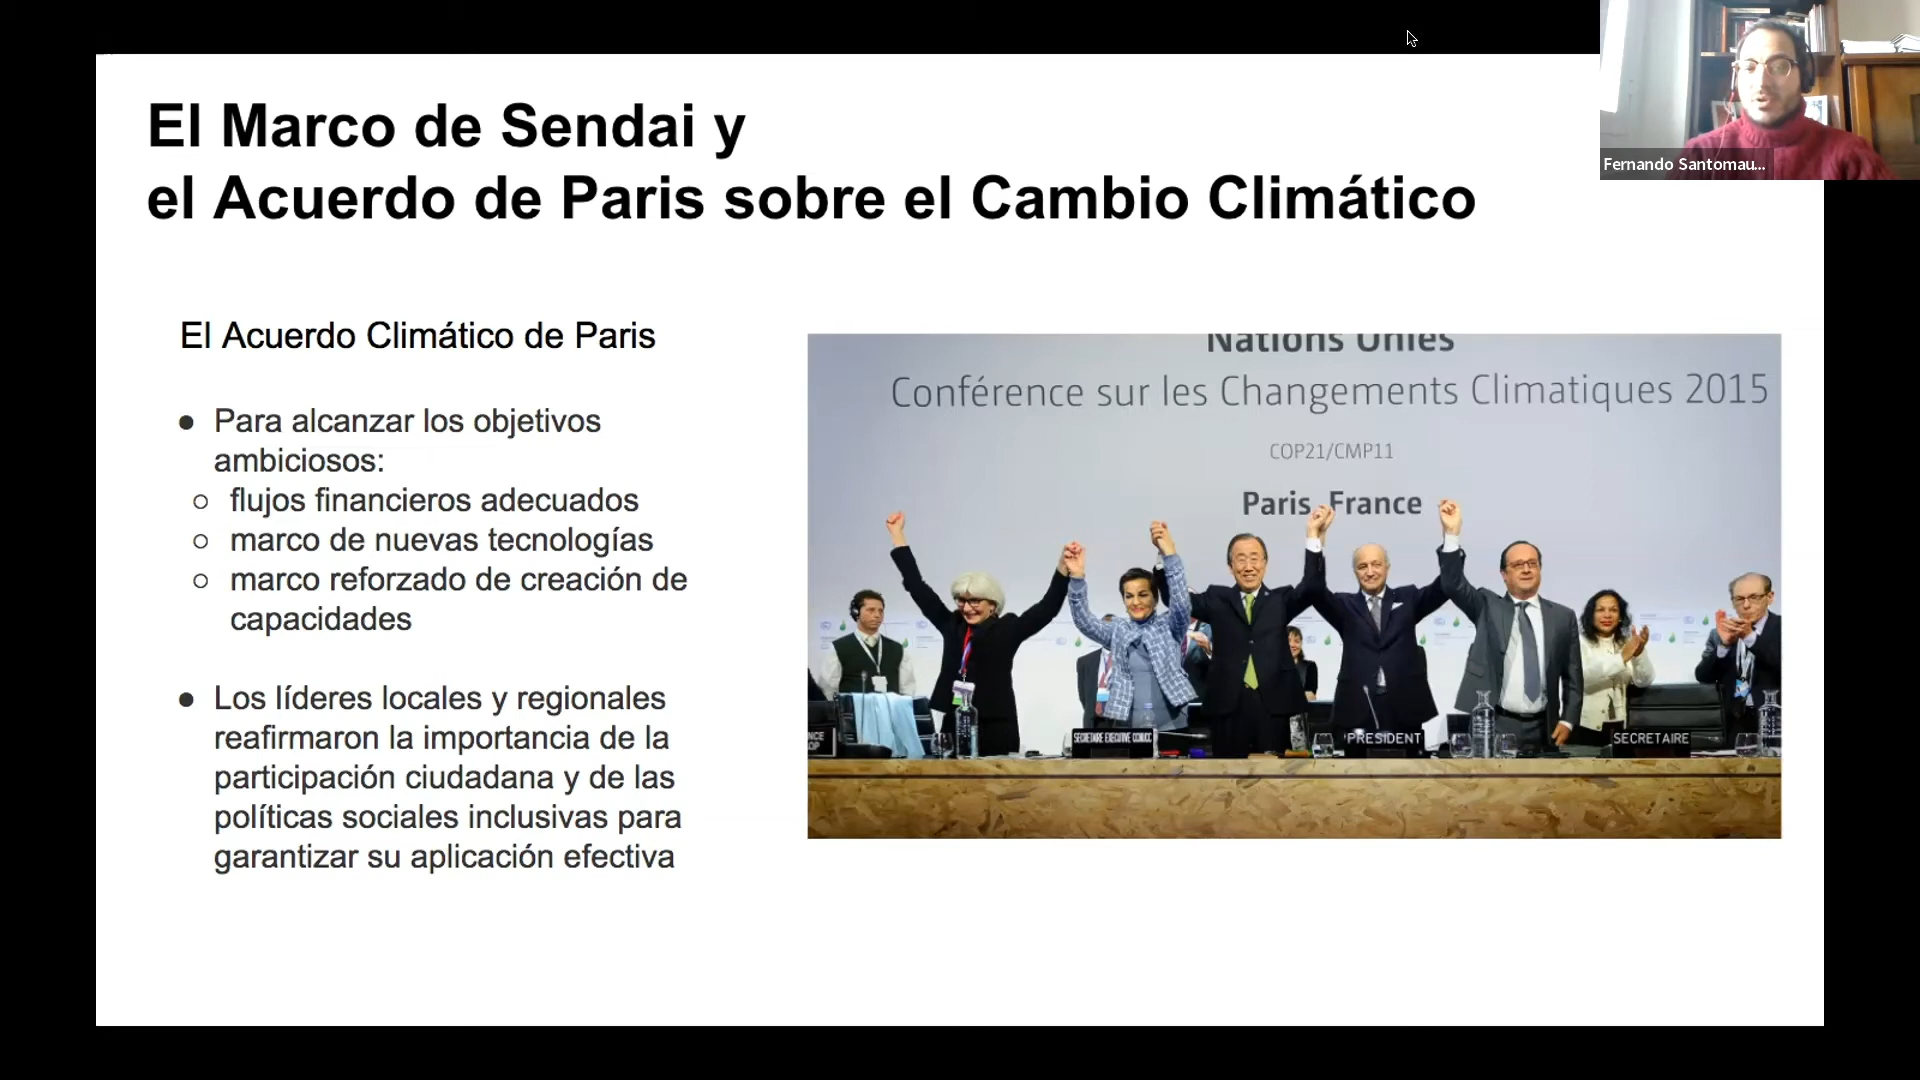 El Marco de Sendai y
el Acuerdo de Paris sobre el Cambio Climático
Fernando Santomau...
El Acuerdo Climático de Paris
● Para alcanzar los objetivos
ambiciosos:
○ flujos financieros adecuados
○ marco de nuevas tecnologías
○ marco reforzado de creación de
capacidades
● Los líderes locales y regionales
reafirmaron la importancia de la
participación ciudadana y de las
políticas sociales inclusivas para
garantizar su aplicación efectiva
Nations Unies
Conférence sur les Changements Climatiques 2015
COP21/CMP11
Paris, France
SECRETAIRE EXECUTIVE CCNUCC
PRESIDENT
SECRETAIRE